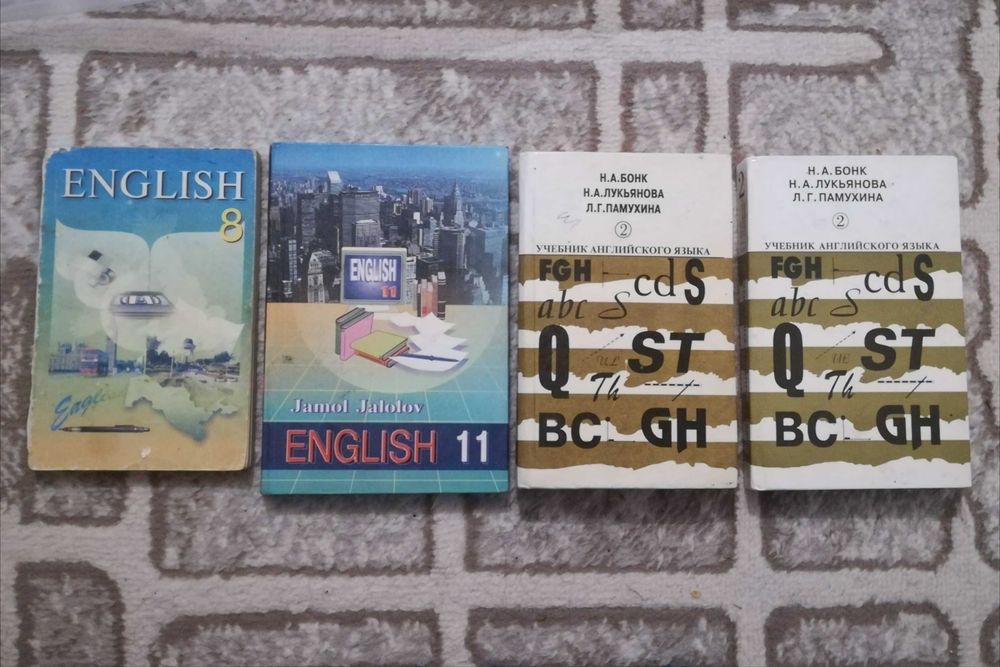 ENGLISH
8
English
ENGLISH
11
Jamol Jalolov
ENGLISH 11
Н.А.БОНК
Н.А.ЛУКЬЯНОВА
Л.Г.ПАМУХИНА
2
УЧЕБНИК АНГЛИЙСКОГО ЯЗЫКА
FGH cd S
abc S
Q ST
Th
BC GH
Н.А.БОНК
Н.А.ЛУКЬЯНОВА
Л.Г.ПАМУХИНА
2
УЧЕБНИК АНГЛИЙСКОГО ЯЗЫКА
FGH cd S
abc S
Q ST
Th
BC GH